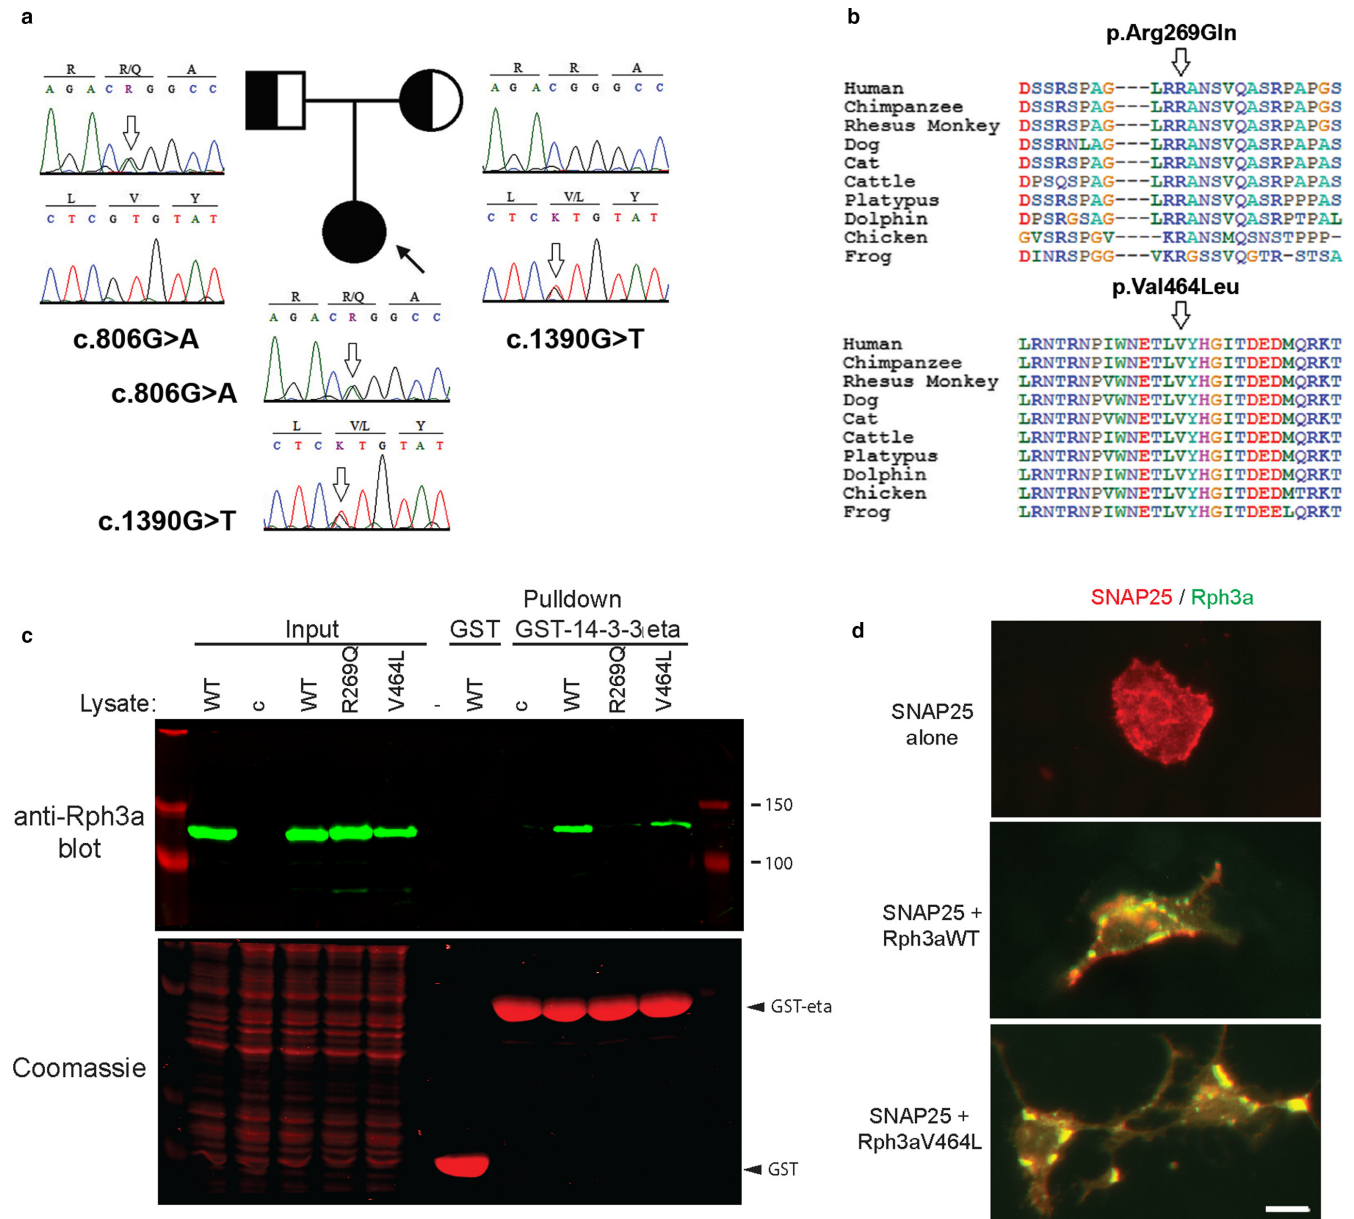 a
R R/Q A
A G A C R G G C C
L V Y
C T C G T G T A T
c.806G>A
R R A
A G A C G G G C C
L V/L Y
C T C K T G T A T
c.1390G>T
R R/Q A
A G A C R G G C C
c.806G>A
L V/L Y
C T C K T G T A T
c.1390G>T
b
p.Arg269Gln
Human DSSRSPAG---LRRANSVQASRPAPGS
Chimpanzee DSSRSPAG---LRRANSVQASRPAPGS
Rhesus Monkey DSSRSPAG---LRRANSVQASRPAPGS
Dog DSSRNLAG---LRRANSVQASRPAPAS
Cat DSSRSPAG---LRRANSVQASRPAPAS
Cattle DPSQSPAG---LRRANSVQASRPAPAS
Platypus DSSRSPAG---LRRANSVQASRPPPAS
Dolphin DPSRGSAG---LRRANSVQASRPTPAL
Chicken GVSRSPGV----KRANSMQSNSTPPP-
Frog DINRSPGG---VKRGSSVQGTR-STSA
p.Val464Leu
Human LRNTRNPIWNETLVYHGITDEDMQRKT
Chimpanzee LRNTRNPVWNETLVYHGITDEDMQRKT
Rhesus Monkey LRNTRNPVWNETLVYHGITDEDMQRKT
Dog LRNTRNPVWNETLVYHGITDEDMQRKT
Cat LRNTRNPVWNETLVYHGITDEDMQRKT
Cattle LRNTRNPVWNETLVYHGITDEDMQRKT
Platypus LRNTRNPVWNETLVYHGITDEDMQRKT
Dolphin LRNTRNPIWNETLVYHGITDEDMQRKT
Chicken LRNTRNPVWNETLVYHGITDEDMTRKT
Frog LRNTRNPIWNETLVYHGITDEELQRKT
c
Pulldown
Input GST GST-14-3-3eta
Lysate: WT c WT R269Q V464L - WT c WT R269Q V464L
anti-Rph3a
blot
150
100
Coomassie
GST-eta
GST
d
SNAP25 / Rph3a
SNAP25
alone
SNAP25 +
Rph3aWT
SNAP25 +
Rph3aV464L